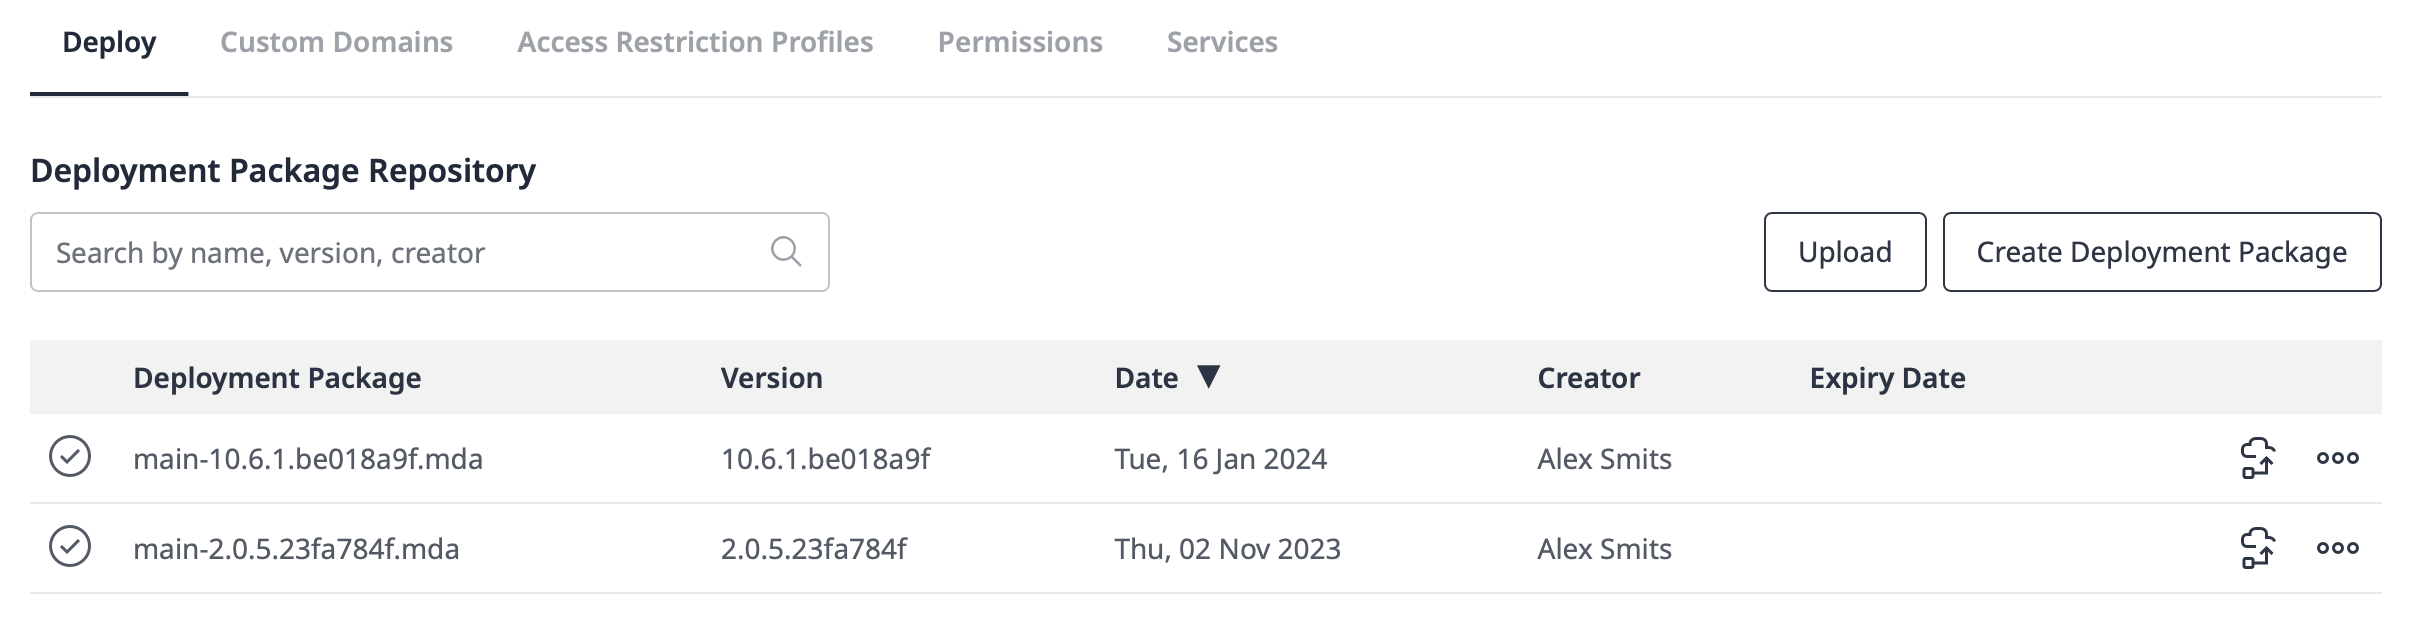 Deploy Custom Domains Access Restriction Profiles Permissions Services
Deployment Package Repository
Search by name, version, creator Upload Create Deployment Package
Deployment Package Version Date ▼ Creator Expiry Date
main-10.6.1.be018a9f.mda 10.6.1.be018a9f Tue, 16 Jan 2024 Alex Smits
main-2.0.5.23fa784f.mda 2.0.5.23fa784f Thu, 02 Nov 2023 Alex Smits